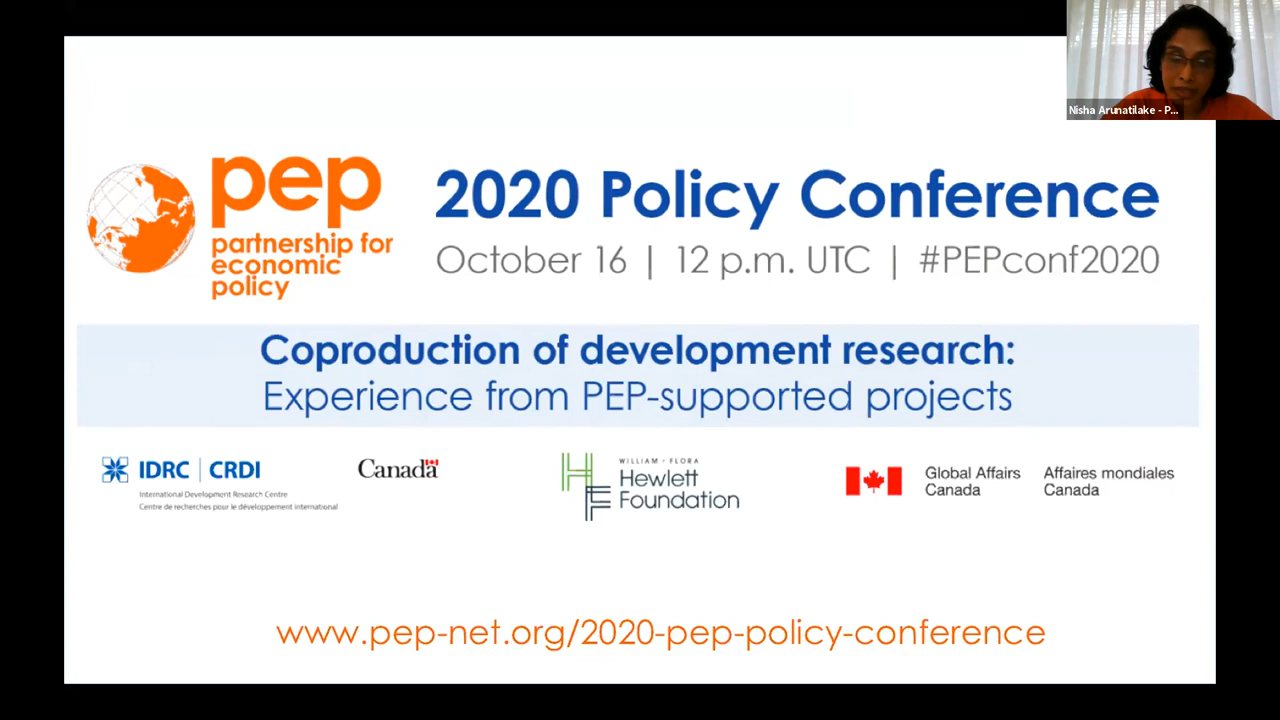 Nisha Arunatilake - P...
pep
partnership for
economic
policy
2020 Policy Conference
October 16 | 12 p.m. UTC | #PEPconf2020
Coproduction of development research:
Experience from PEP-supported projects
IDRC | CRDI
International Development Research Centre
Centre de recherches pour le développement international
Canada
WILLIAM + FLORA
Hewlett
Foundation
Global Affairs
Canada
Affaires mondiales
Canada
www.pep-net.org/2020-pep-policy-conference